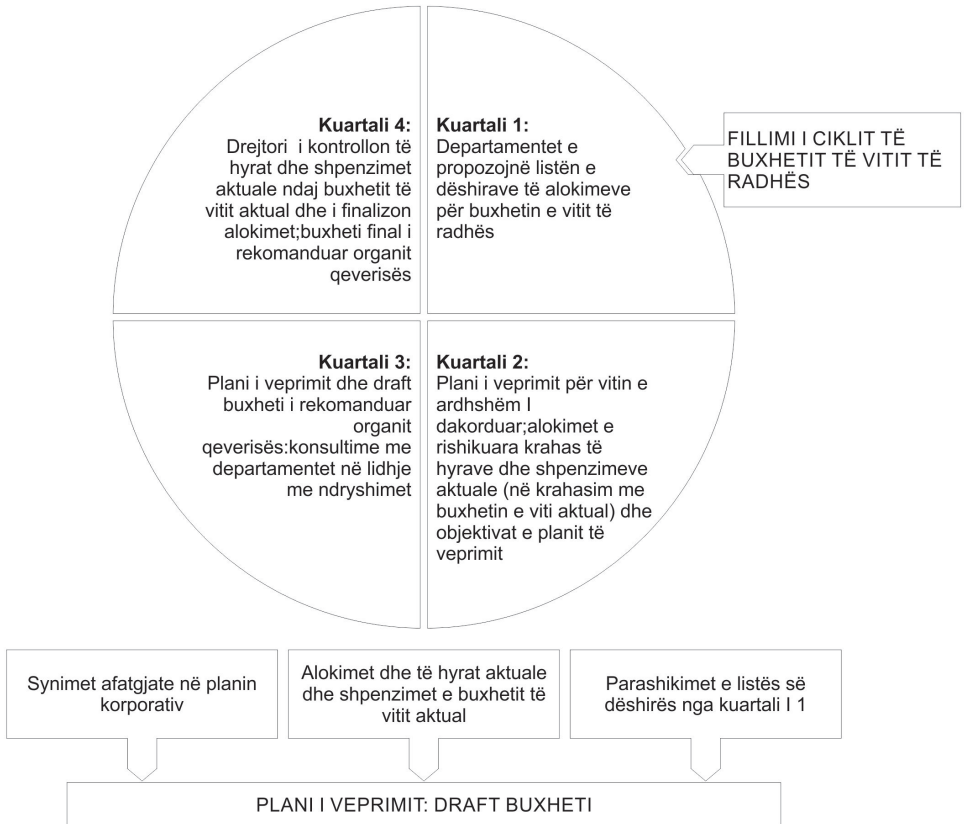 Kuartali 4:
Drejtori i kontrollon të
hyrat dhe shpenzimet
aktuale ndaj buxhetit të
vitit aktual dhe i finalizon
alokimet;buxheti final i
rekomanduar organit
qeverisës
Kuartali 1:
Departamentet e
propozojnë listën e
dëshirave të alokimeve
për buxhetin e vitit të
radhës
FILLIMI I CIKLIT TË
BUXHETIT TË VITIT TË
RADHËS
Kuartali 3:
Plani i veprimit dhe draft
buxheti i rekomanduar
organit
qeverisës:konsultime me
departamentet në lidhje
me ndryshimet
Kuartali 2:
Plani i veprimit për vitin e
ardhshëm I
dakorduar;alokimet e
rishikuara krahas të
hyrave dhe shpenzimeve
aktuale (në krahasim me
buxhetin e viti aktual) dhe
objektivat e planit të
veprimit
Synimet afatgjate në planin
korporativ
Alokimet dhe të hyrat aktuale
dhe shpenzimet e buxhetit të
vitit aktual
Parashikimet e listës së
dëshirës nga kuartali I 1
PLANI I VEPRIMIT: DRAFT BUXHETI